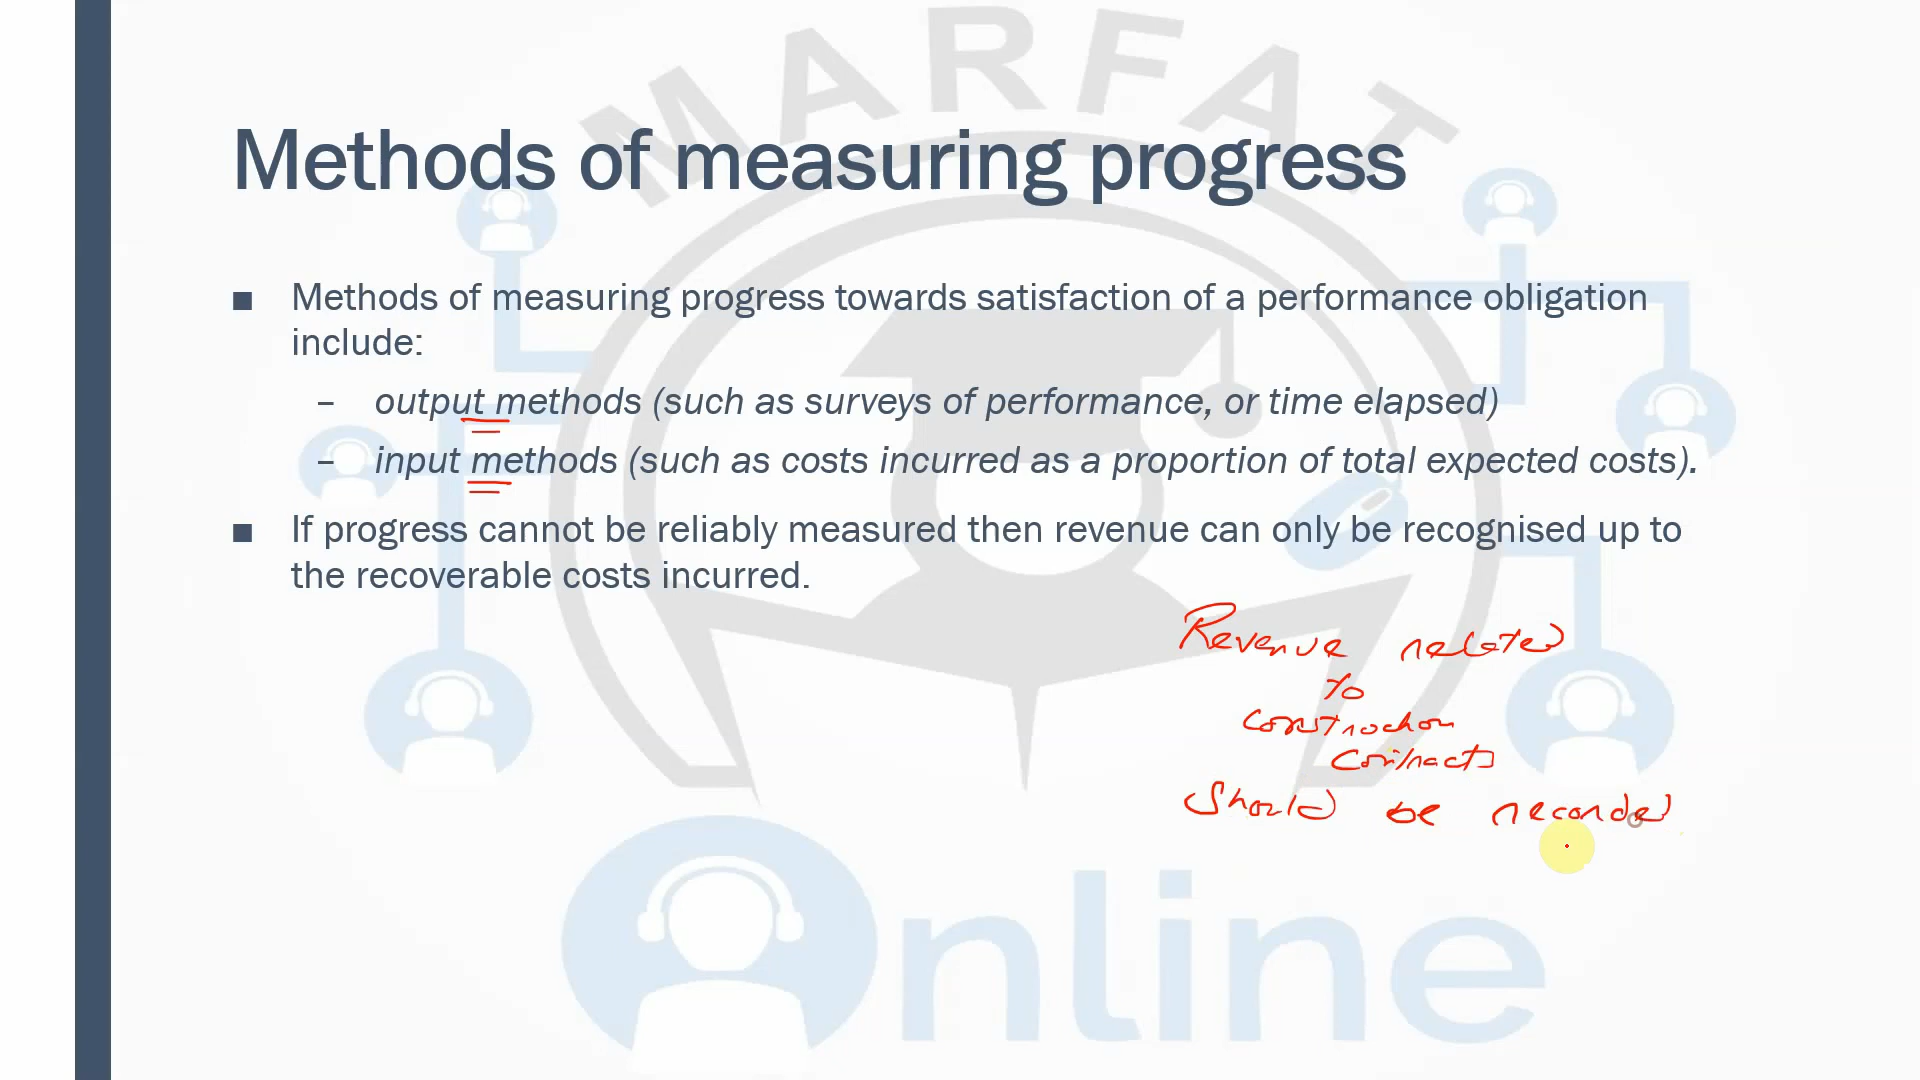 MARFAT
Methods of measuring progress
■ Methods of measuring progress towards satisfaction of a performance obligation
include:
– output methods (such as surveys of performance, or time elapsed)
– input methods (such as costs incurred as a proportion of total expected costs).
■ If progress cannot be reliably measured then revenue can only be recognised up to
the recoverable costs incurred.
Revenue related
to
construction
contracts
should be recorded
Online